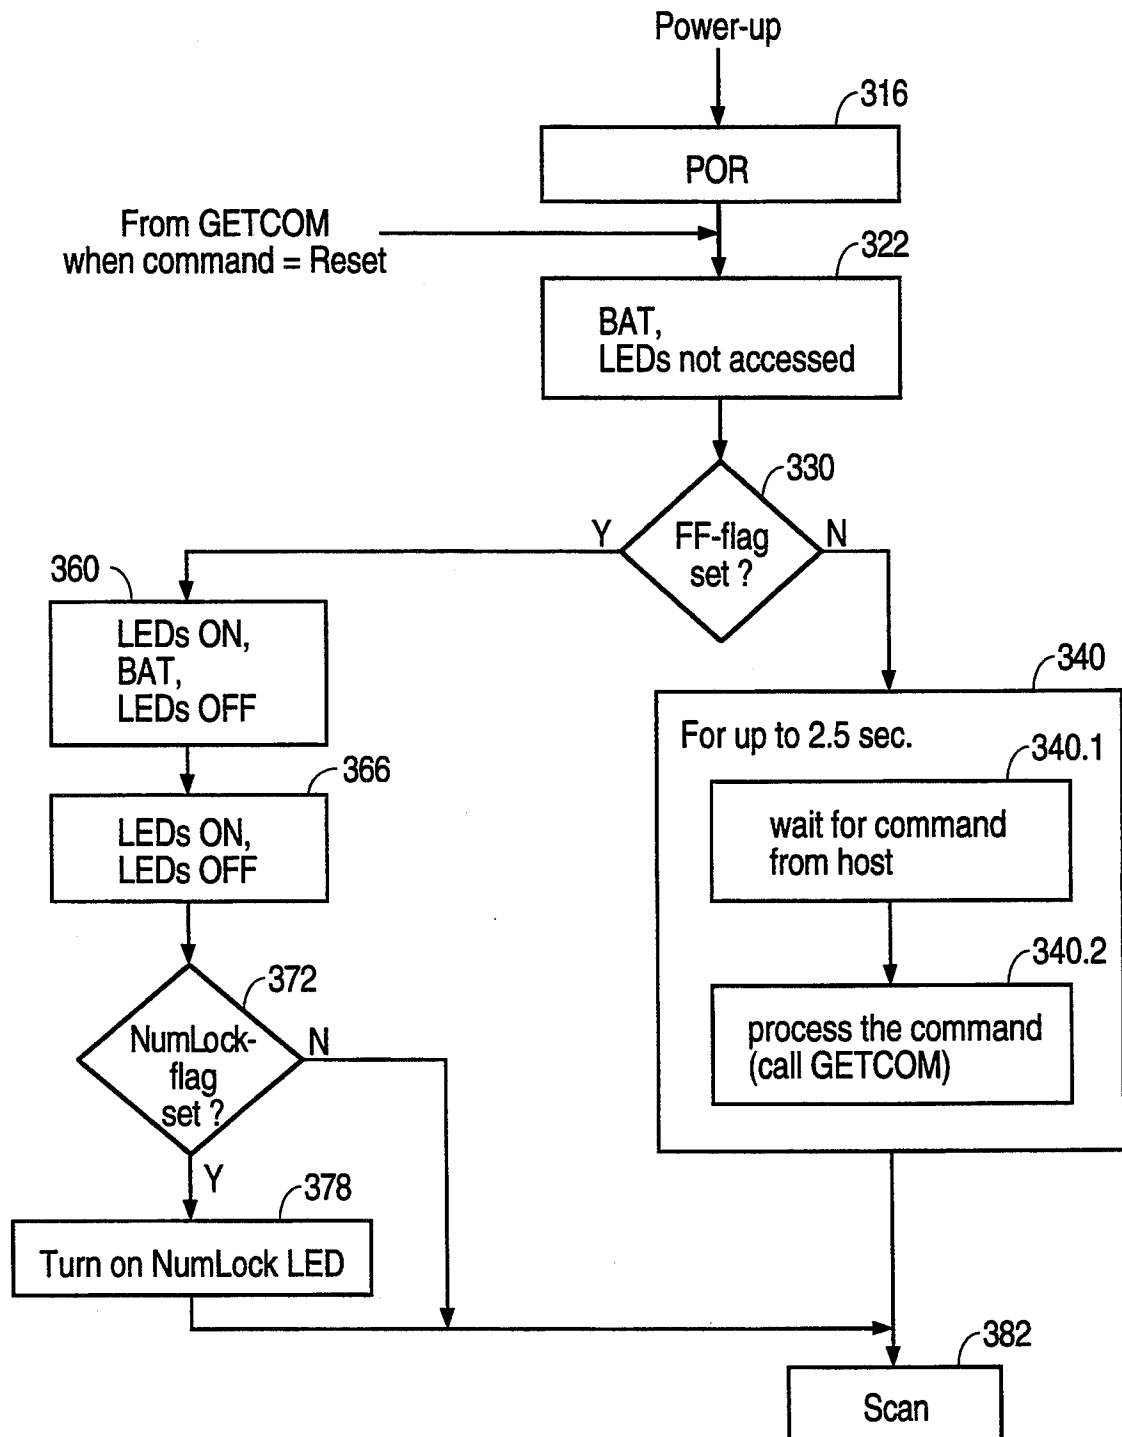 Power-up
316
POR
From GETCOM
when command = Reset
322
BAT,
LEDs not accessed
330
FF-flag
set ?
Y
N
360
LEDs ON,
BAT,
LEDs OFF
340
For up to 2.5 sec.
340.1
wait for command
from host
366
LEDs ON,
LEDs OFF
340.2
process the command
(call GETCOM)
372
NumLock-
flag
set ?
N
Y
378
Turn on NumLock LED
382
Scan